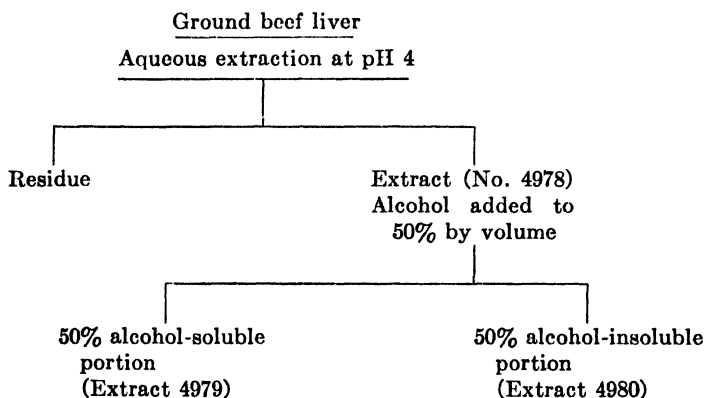 Ground beef liver
Aqueous extraction at pH 4
Residue
Extract (No. 4978)
Alcohol added to
50% by volume
50% alcohol-soluble
portion
(Extract 4979)
50% alcohol-insoluble
portion
(Extract 4980)